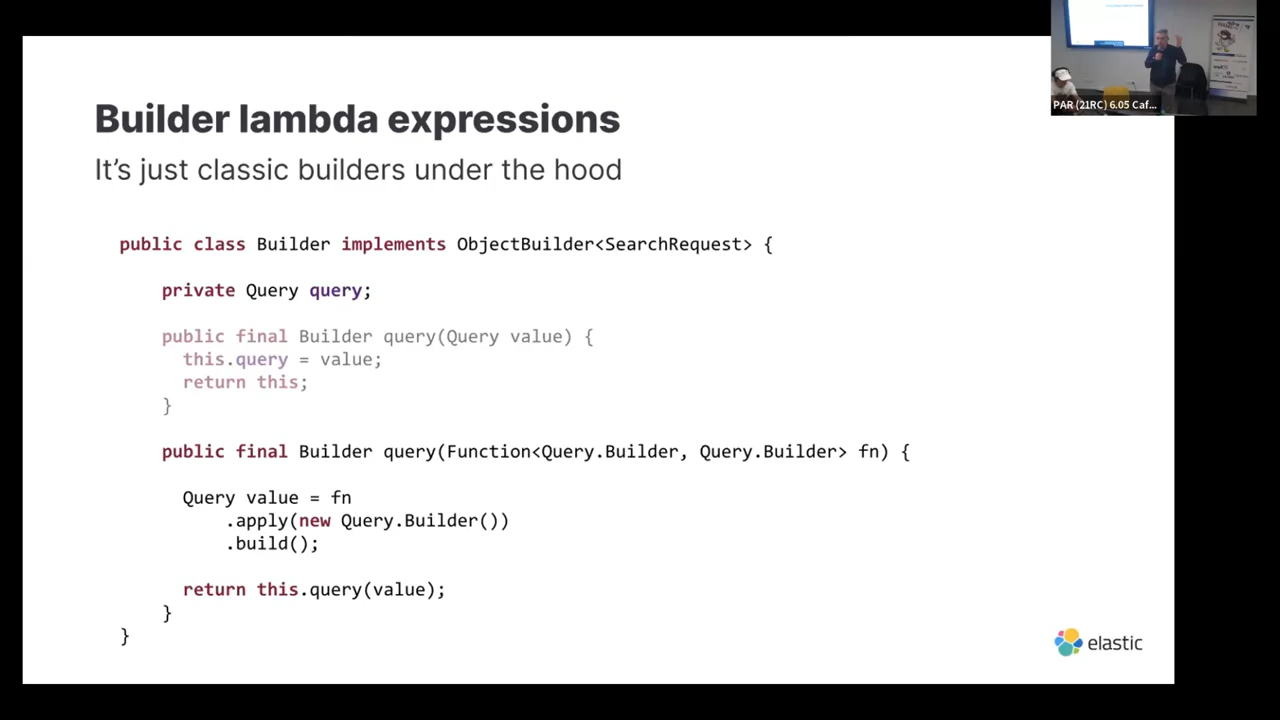 Builder lambda expressions
It's just classic builders under the hood
public class Builder implements ObjectBuilder<SearchRequest> {
private Query query;
public final Builder query(Query value) {
this.query = value;
return this;
}
public final Builder query(Function<Query.Builder, Query.Builder> fn) {
Query value = fn
.apply(new Query.Builder())
.build();
return this.query(value);
}
}
elastic
PAR (21RC) 6.05 Caf...